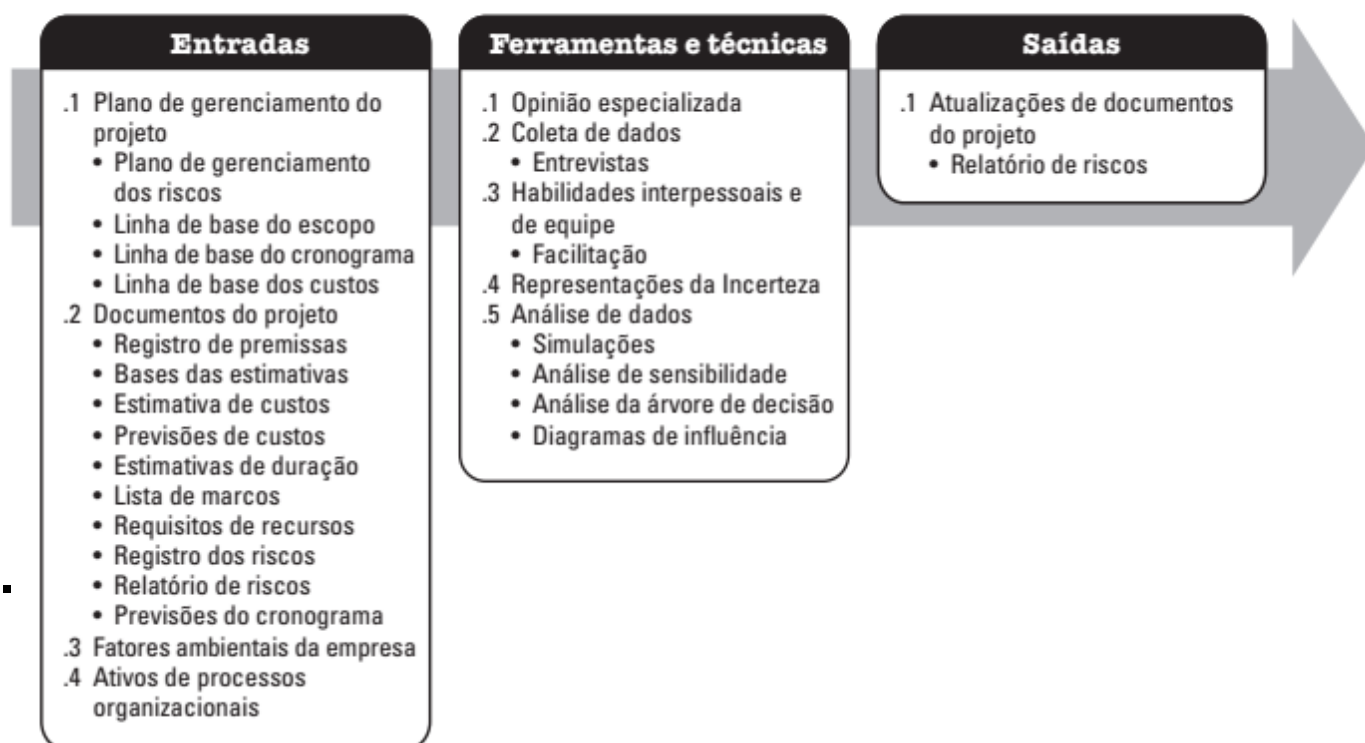 Entradas
.1 Plano de gerenciamento do
projeto
• Plano de gerenciamento
dos riscos
• Linha de base do escopo
• Linha de base do cronograma
• Linha de base dos custos
.2 Documentos do projeto
• Registro de premissas
• Bases das estimativas
• Estimativa de custos
• Previsões de custos
• Estimativas de duração
• Lista de marcos
• Requisitos de recursos
• Registro dos riscos
• Relatório de riscos
• Previsões do cronograma
.3 Fatores ambientais da empresa
.4 Ativos de processos
organizacionais
Ferramentas e técnicas
.1 Opinião especializada
.2 Coleta de dados
• Entrevistas
.3 Habilidades interpessoais e
de equipe
• Facilitação
.4 Representações da Incerteza
.5 Análise de dados
• Simulações
• Análise de sensibilidade
• Análise da árvore de decisão
• Diagramas de influência
Saídas
.1 Atualizações de documentos
do projeto
• Relatório de riscos